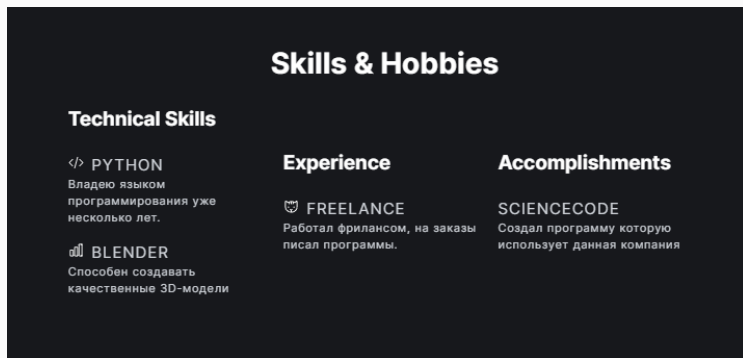 Skills & Hobbies
Technical Skills
PYTHON
Владею языком
программирования уже
несколько лет.
BLENDER
Способен создавать
качественные 3D-модели
Experience
FREELANCE
Работал фрилансом, на заказы
писал программы.
Accomplishments
SCIENCECODE
Создал программу которую
использует данная компания